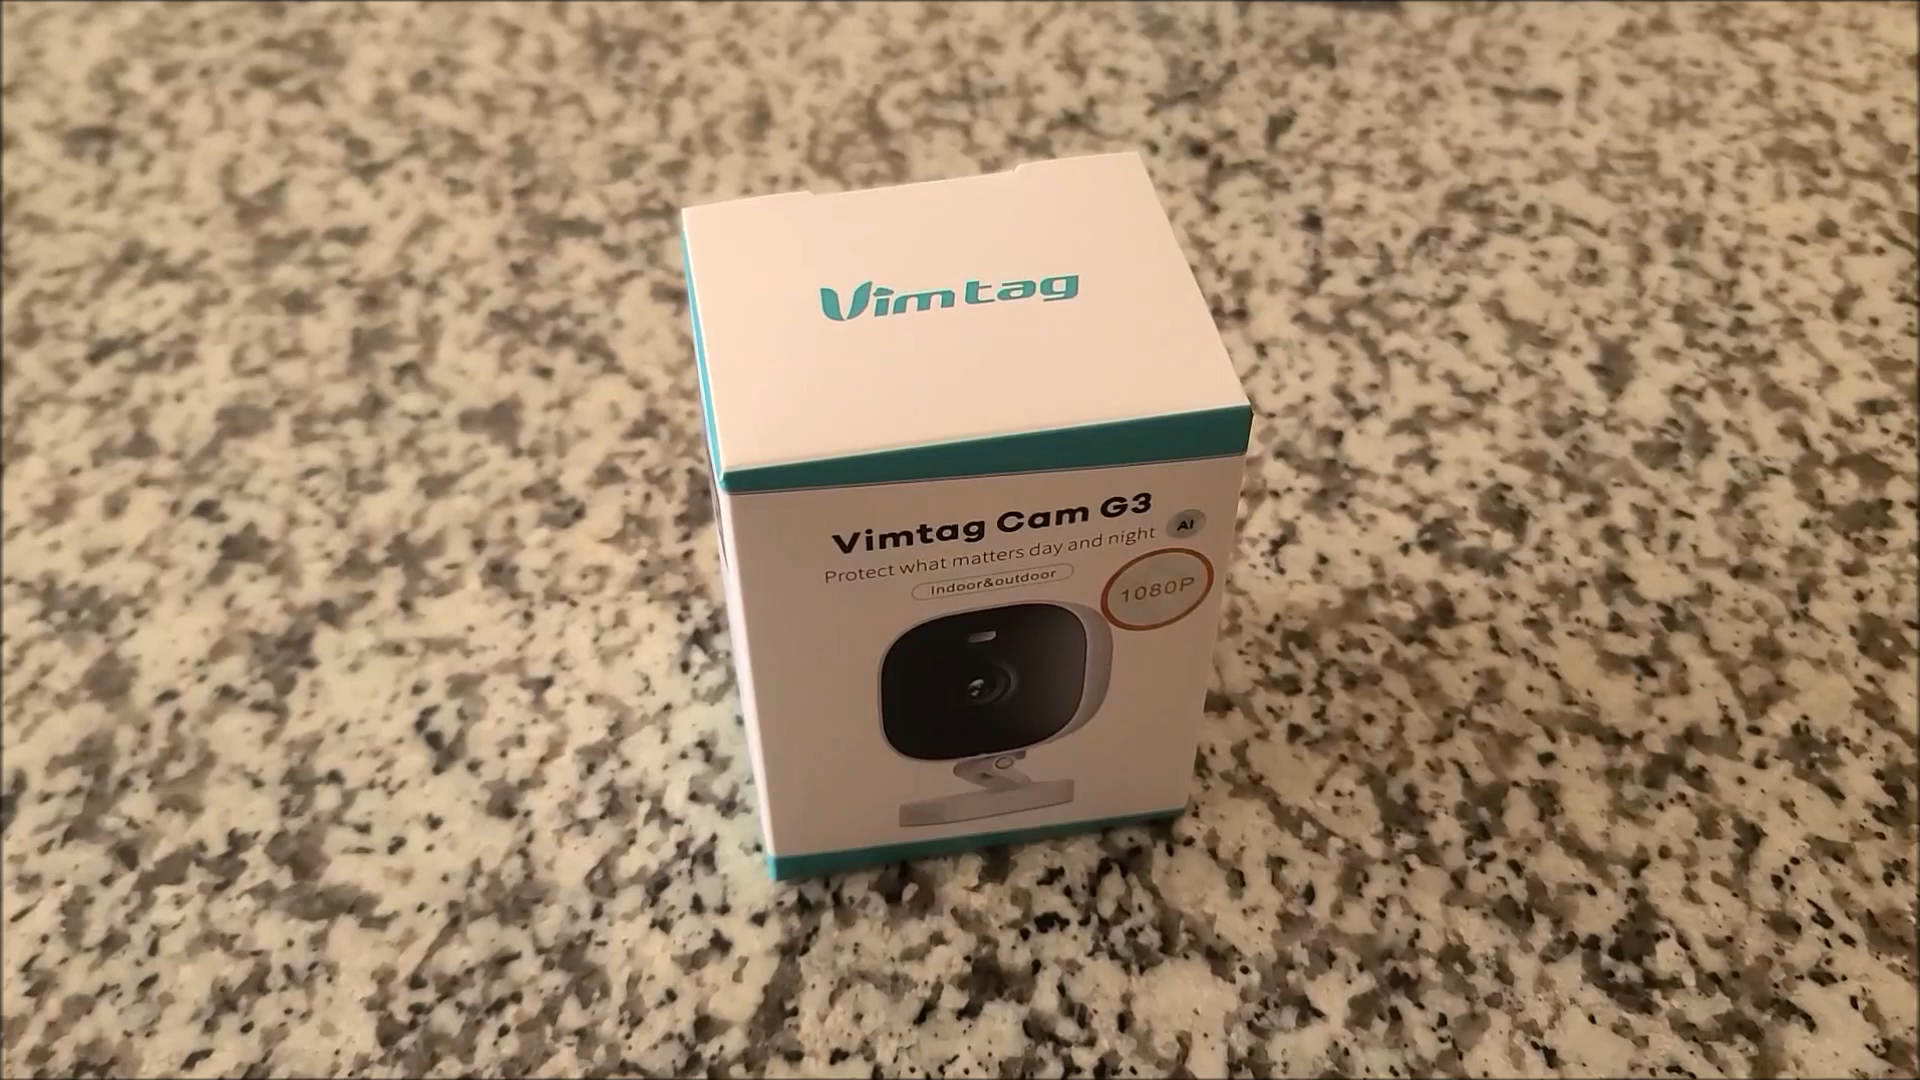 Vimtag
Vimtag Cam G3
AI
Protect what matters day and night
Indoor&outdoor
1080P